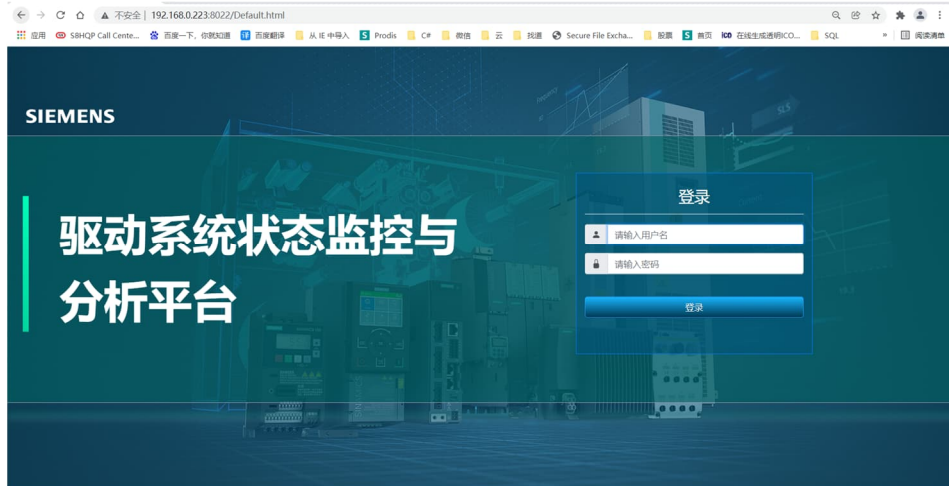 不安全 192.168.0.223:8022/Default.html
应用 SBHQP Call Cente... 百度一下，你就知道 百度翻译 从 IE 中导入 Prodis C# 微信 云 找道 Secure File Excha... 股票 首页 在线生成透明ICO... SQL » 阅读清单
SIEMENS
登录
驱动系统状态监控与
分析平台
请输入用户名
请输入密码
登录